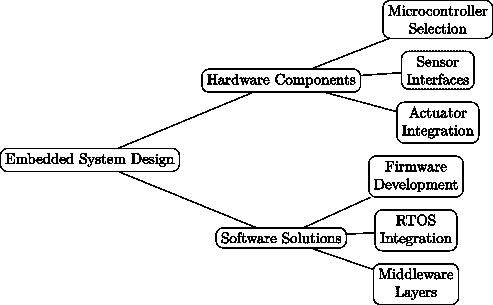 Embedded System Design
Hardware Components
Microcontroller
Selection
Sensor
Interfaces
Actuator
Integration
Software Solutions
Firmware
Development
RTOS
Integration
Middleware
Layers